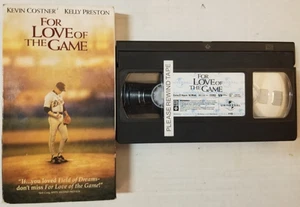 KEVIN COSTNER KELLY PRESTON
FOR
LOVE OF
THE GAME
"If... you loved Field of Dreams-
don't miss For Love of the Game!"
PLEASE REWIND TAPE
FOR
LOVE OF
THE GAME